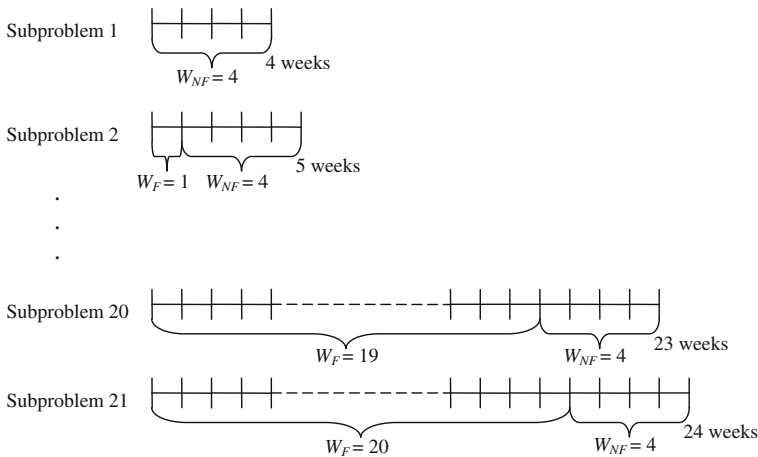 Subproblem 1
4 weeks
W_NF = 4
Subproblem 2
5 weeks
W_F = 1
W_NF = 4
.
.
.
Subproblem 20
23 weeks
W_F = 19
W_NF = 4
Subproblem 21
24 weeks
W_F = 20
W_NF = 4